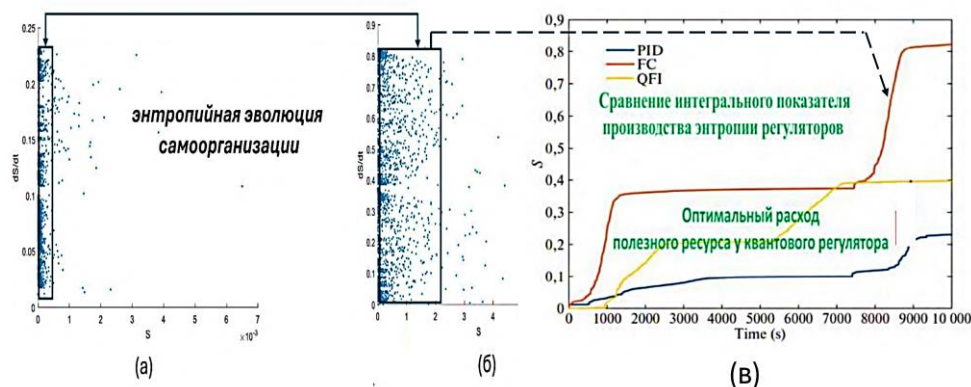 dS/dt
0.25
0.2
0.15
0.1
0.05
0
0 1 2 3 4 5 6 7
S
×10⁻³
энтропийная эволюция
самоорганизации
(а)
dS/dt
0.9
0.8
0.7
0.6
0.5
0.4
0.3
0.2
0.1
0
0 2 4
S
(б)
S
0,9
0,8
0,7
0,6
0,5
0,4
0,3
0,2
0,1
0
PID
FC
QFI
Сравнение интегрального показателя
производства энтропии регуляторов
Оптимальный расход
полезного ресурса у квантового регулятора
0 1000 2000 3000 4000 5000 6000 7000 8000 9000 10 000
Time (s)
(в)